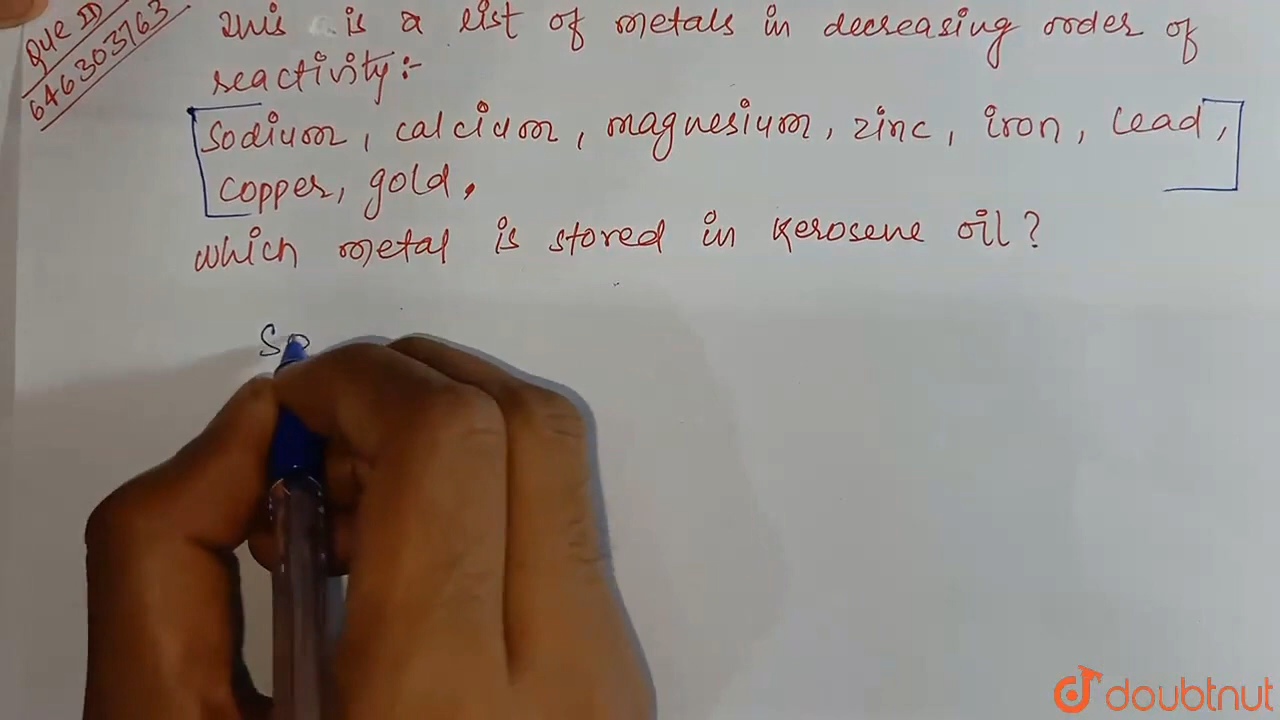 Que ID
646303763
This is a list of metals in decreasing order of
reactivity:-
Sodium, calcium, magnesium, zinc, iron, lead,
copper, gold,
which metal is stored in kerosene oil?
So
doubtnut